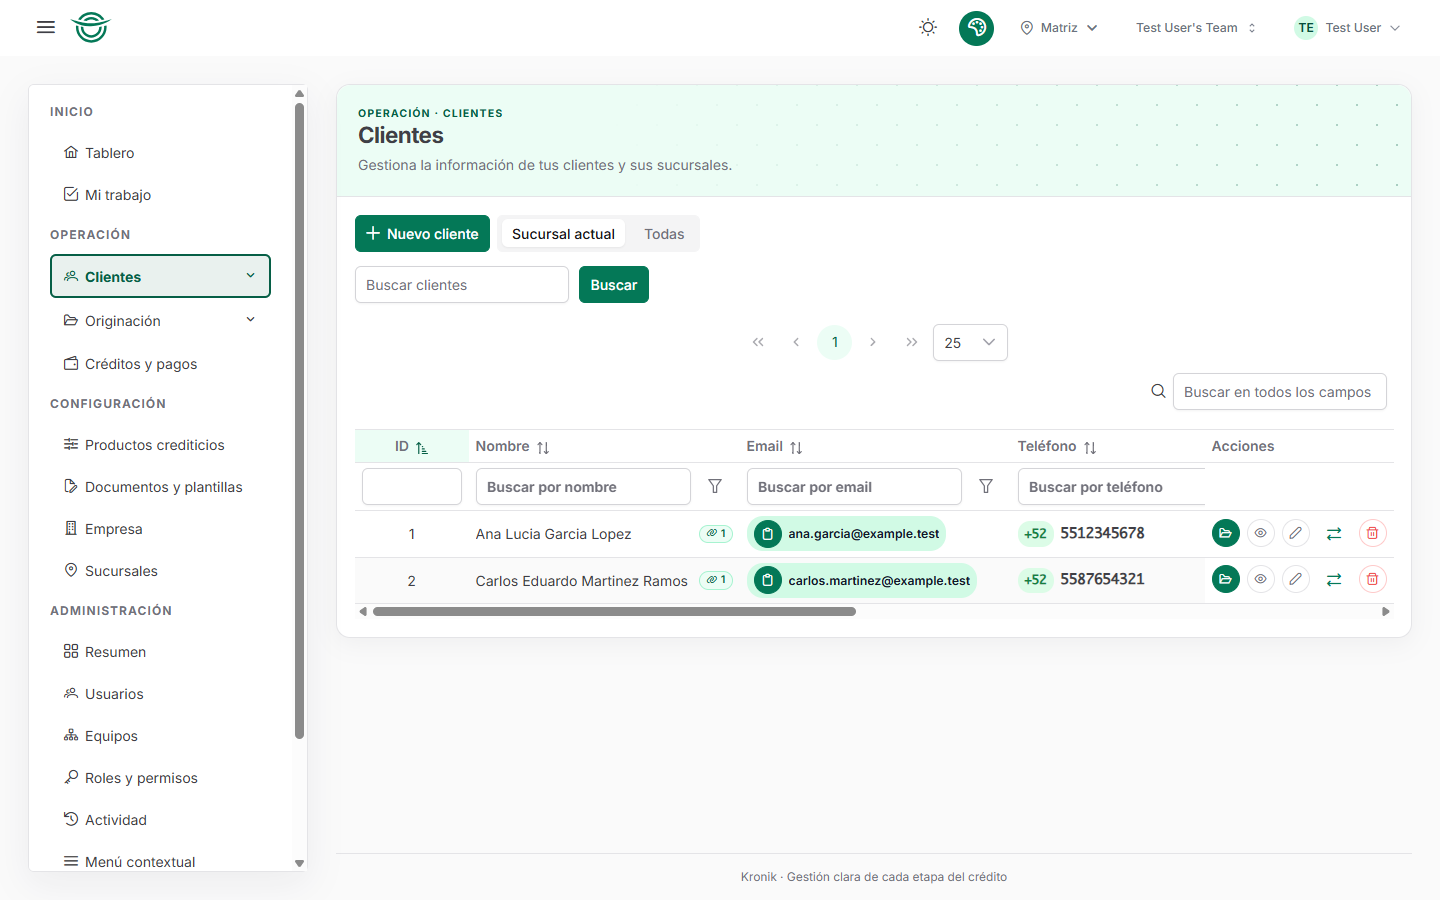 Matriz
Test User's Team
TE
Test User
INICIO
Tablero
Mi trabajo
OPERACIÓN
Clientes
Originación
Créditos y pagos
CONFIGURACIÓN
Productos crediticios
Documentos y plantillas
Empresa
Sucursales
ADMINISTRACIÓN
Resumen
Usuarios
Equipos
Roles y permisos
Actividad
Menú contextual
OPERACIÓN · CLIENTES
Clientes
Gestiona la información de tus clientes y sus sucursales.
Nuevo cliente
Sucursal actual
Todas
Buscar clientes
Buscar
1
25
Buscar en todos los campos
ID Nombre Email Teléfono Acciones
Buscar por nombre Buscar por email Buscar por teléfono
1 Ana Lucia Garcia Lopez 1 ana.garcia@example.test +52 5512345678
2 Carlos Eduardo Martinez Ramos 1 carlos.martinez@example.test +52 5587654321
Kronik · Gestión clara de cada etapa del crédito